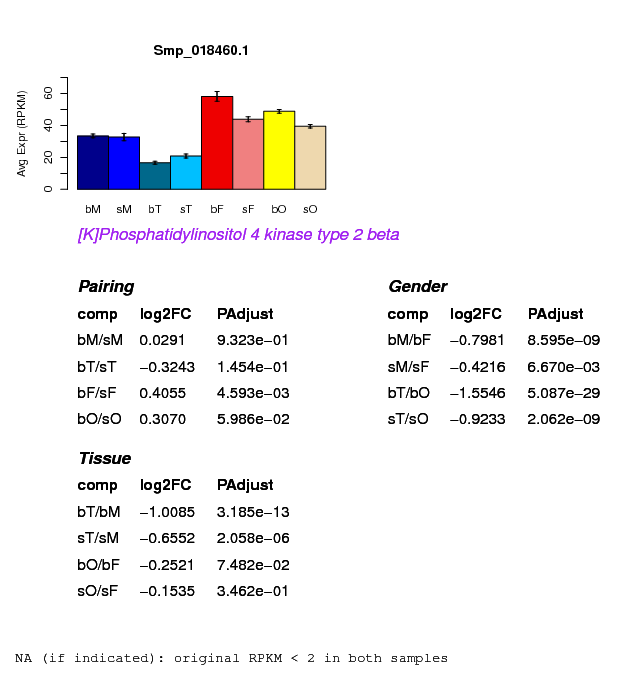 Smp_018460.1
Avg Expr (RPKM)
0 20 40 60
bM sM bT sT bF sF bO sO
[K]Phosphatidylinositol 4 kinase type 2 beta
Pairing
comp log2FC PAdjust
bM/sM 0.0291 9.323e−01
bT/sT −0.3243 1.454e−01
bF/sF 0.4055 4.593e−03
bO/sO 0.3070 5.986e−02
Gender
comp log2FC PAdjust
bM/bF −0.7981 8.595e−09
sM/sF −0.4216 6.670e−03
bT/bO −1.5546 5.087e−29
sT/sO −0.9233 2.062e−09
Tissue
comp log2FC PAdjust
bT/bM −1.0085 3.185e−13
sT/sM −0.6552 2.058e−06
bO/bF −0.2521 7.482e−02
sO/sF −0.1535 3.462e−01
NA (if indicated): original RPKM < 2 in both samples